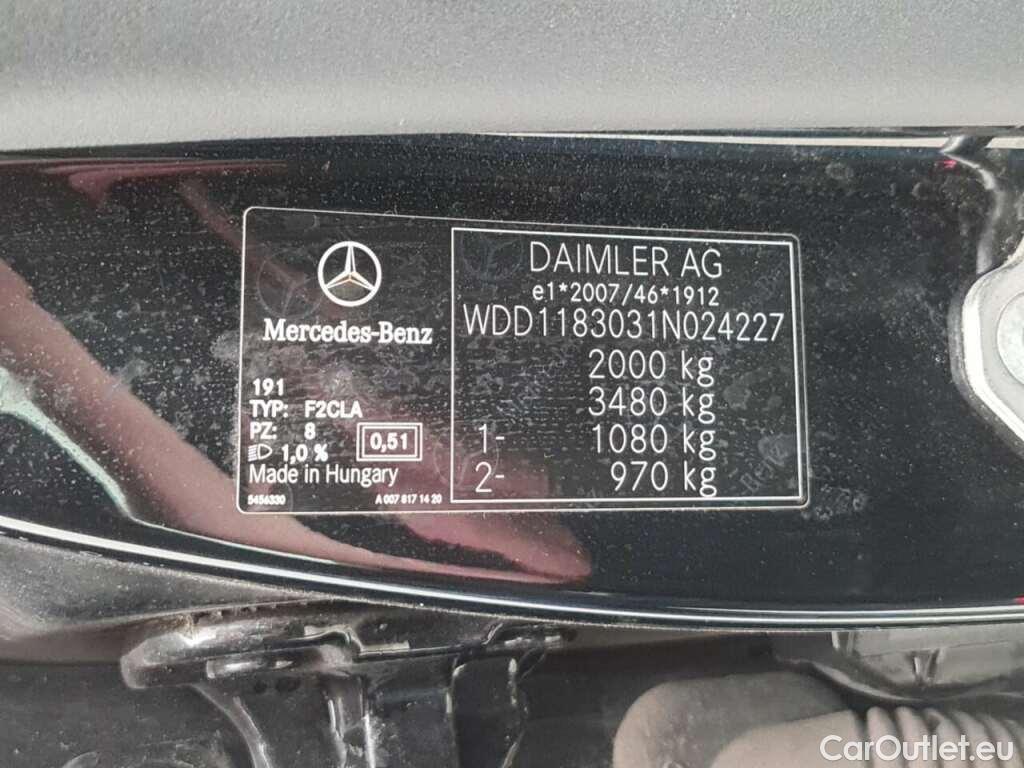 Mercedes-Benz
191
TYP: F2CLA
PZ: 8
1,0 %
0,51
Made in Hungary
5456330
A 007 817 14 20
DAIMLER AG
e1*2007/46*1912
WDD1183031N024227
2000 kg
3480 kg
1- 1080 kg
2- 970 kg
CarOutlet.eu